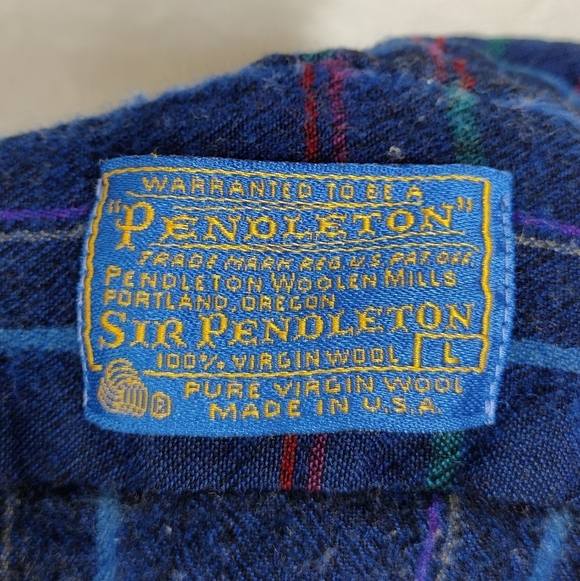 WARRANTED TO BE A
"PENDLETON"
TRADE MARK REG. U.S. PAT. OFF.
PENDLETON WOOLEN MILLS
PORTLAND, OREGON
SIR PENDLETON
100% VIRGIN WOOL L
® PURE VIRGIN WOOL
MADE IN U.S.A.